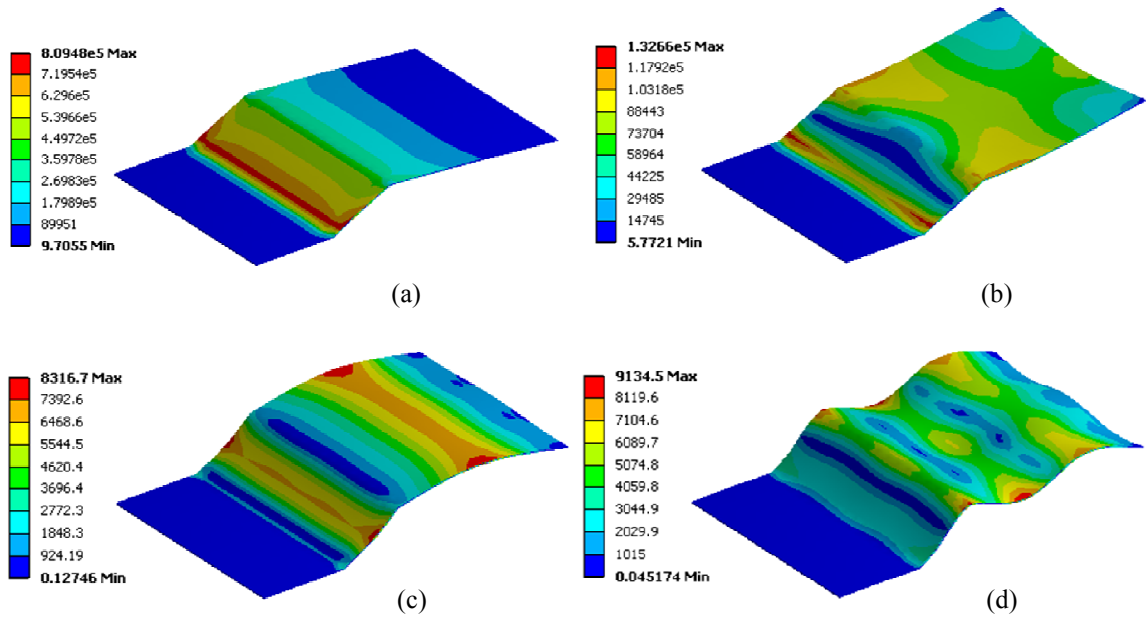 8.0948e5 Max
7.1954e5
6.296e5
5.3966e5
4.4972e5
3.5978e5
2.6983e5
1.7989e5
89951
9.7055 Min
(a)
1.3266e5 Max
1.1792e5
1.0318e5
88443
73704
58964
44225
29485
14745
5.7721 Min
(b)
8316.7 Max
7392.6
6468.6
5544.5
4620.4
3696.4
2772.3
1848.3
924.19
0.12746 Min
(c)
9134.5 Max
8119.6
7104.6
6089.7
5074.8
4059.8
3044.9
2029.9
1015
0.045174 Min
(d)